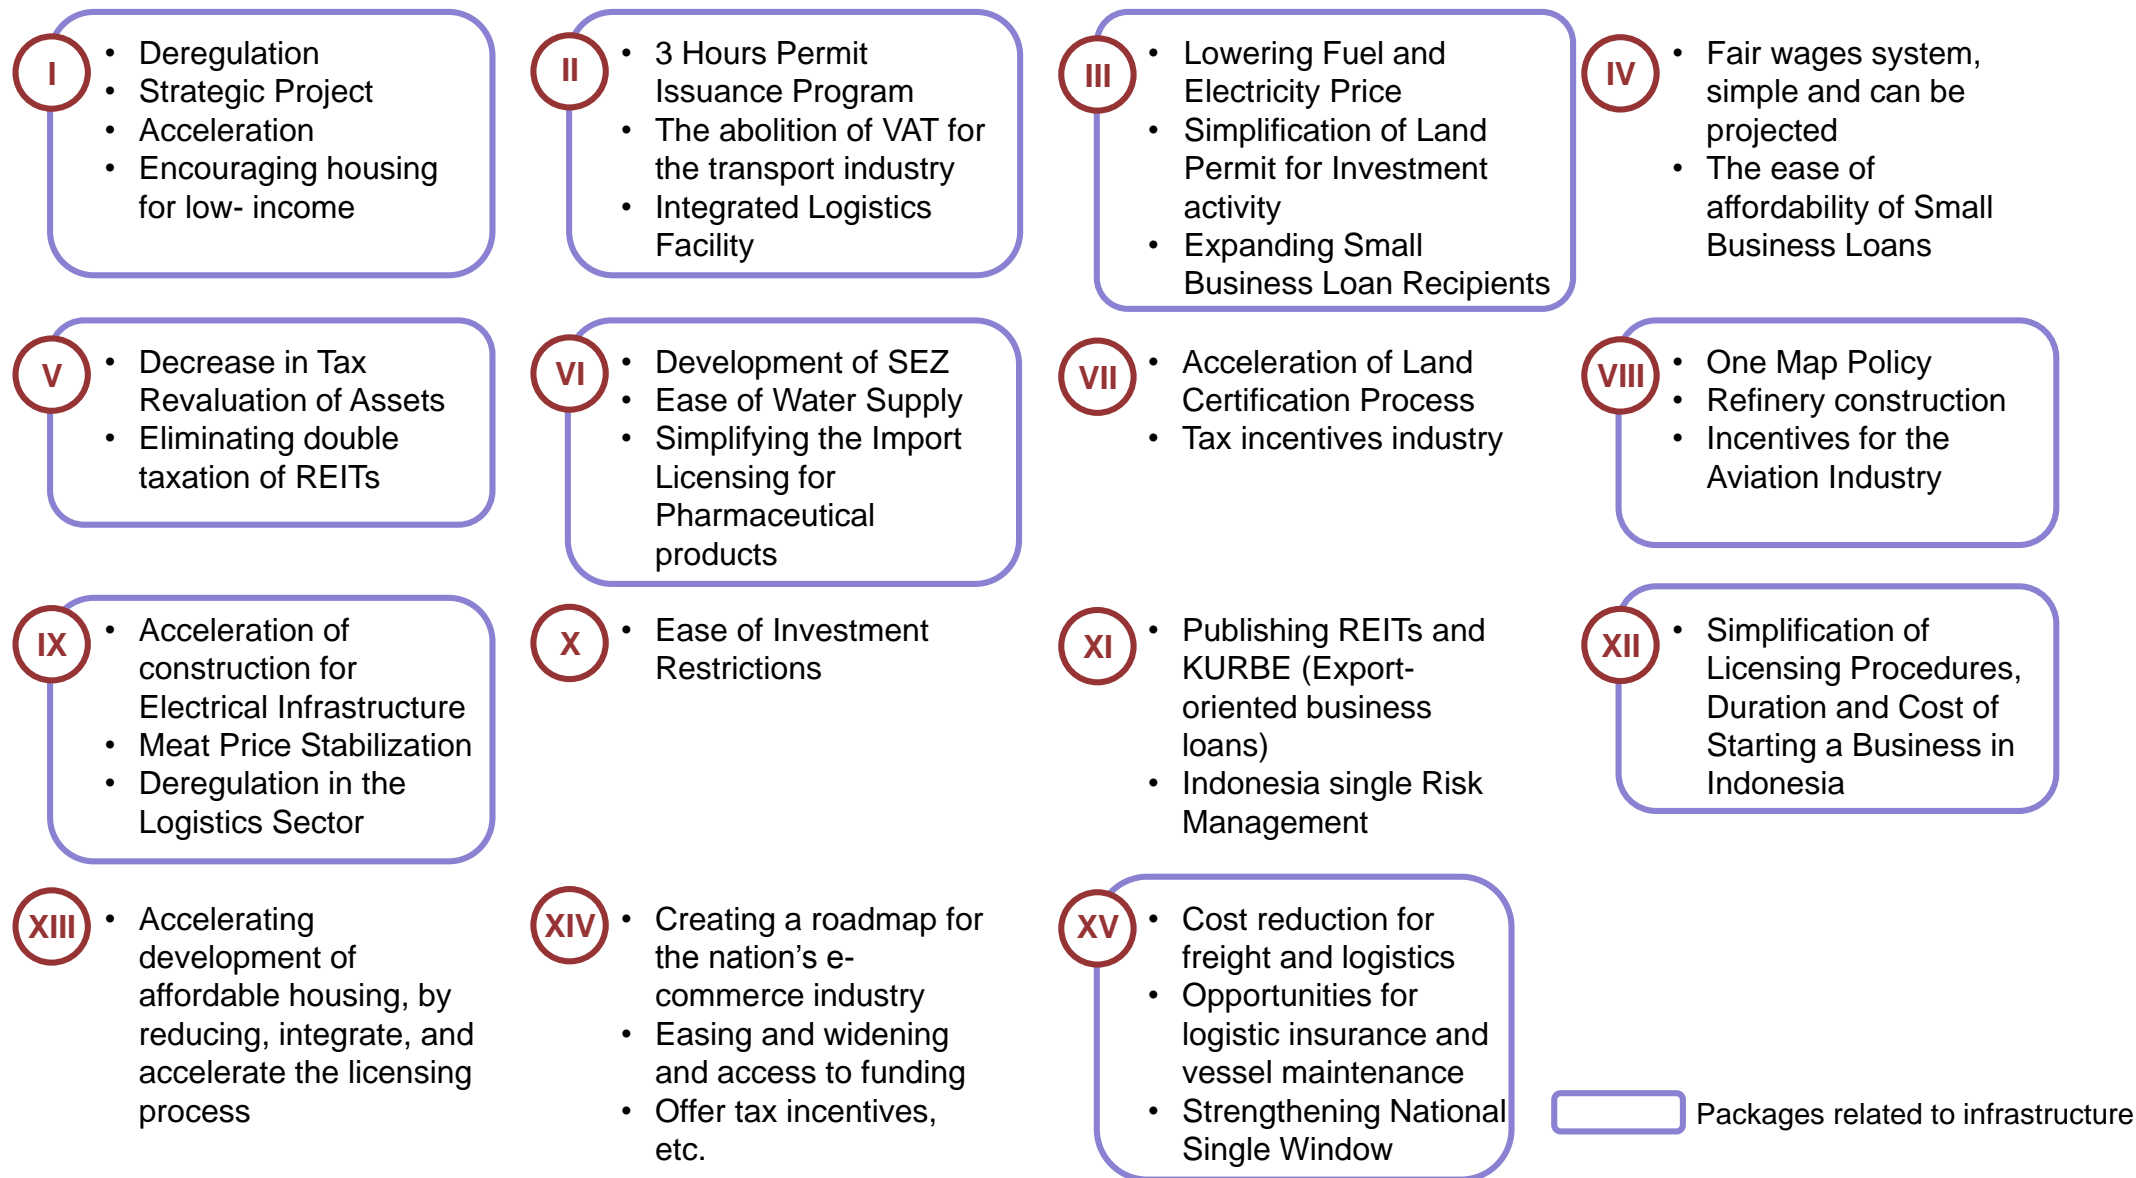 I
• Deregulation
• Strategic Project
• Acceleration
• Encouraging housing
for low- income
II
• 3 Hours Permit
Issuance Program
• The abolition of VAT for
the transport industry
• Integrated Logistics
Facility
III
• Lowering Fuel and
Electricity Price
• Simplification of Land
Permit for Investment
activity
• Expanding Small
Business Loan Recipients
IV
• Fair wages system,
simple and can be
projected
• The ease of
affordability of Small
Business Loans
V
• Decrease in Tax
Revaluation of Assets
• Eliminating double
taxation of REITs
VI
• Development of SEZ
• Ease of Water Supply
• Simplifying the Import
Licensing for
Pharmaceutical
products
VII
• Acceleration of Land
Certification Process
• Tax incentives industry
VIII
• One Map Policy
• Refinery construction
• Incentives for the
Aviation Industry
IX
• Acceleration of
construction for
Electrical Infrastructure
• Meat Price Stabilization
• Deregulation in the
Logistics Sector
X
• Ease of Investment
Restrictions
XI
• Publishing REITs and
KURBE (Export-
oriented business
loans)
• Indonesia single Risk
Management
XII
• Simplification of
Licensing Procedures,
Duration and Cost of
Starting a Business in
Indonesia
XIII
• Accelerating
development of
affordable housing, by
reducing, integrate, and
accelerate the licensing
process
XIV
• Creating a roadmap for
the nation’s e-
commerce industry
• Easing and widening
and access to funding
• Offer tax incentives,
etc.
XV
• Cost reduction for
freight and logistics
• Opportunities for
logistic insurance and
vessel maintenance
• Strengthening National
Single Window
Packages related to infrastructure